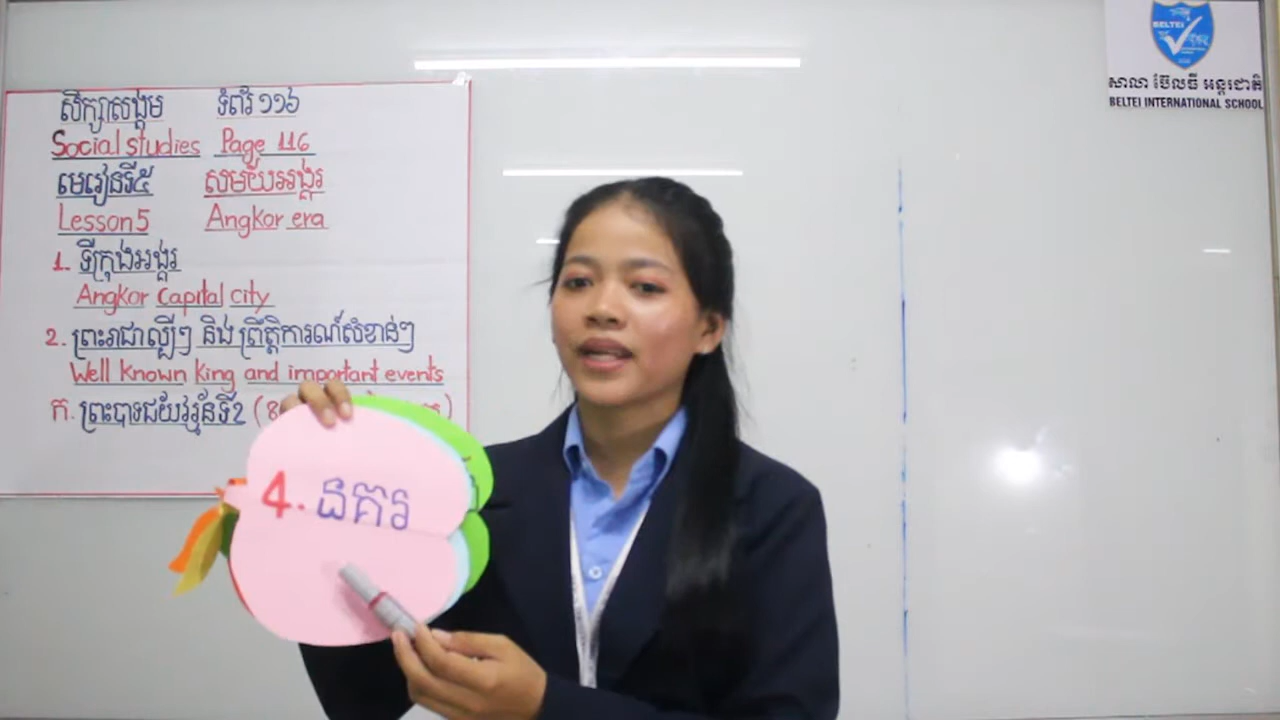 សិក្សាសង្គម ទំព័រ ១១៦
Social studies Page 116
មេរៀនទី៥ សម័យអង្គរ
Lesson 5 Angkor era
1. ទីក្រុងអង្គរ
Angkor Capital city
2. ព្រះរាជាល្បីៗ និង ព្រឹត្តិការណ៍សំខាន់ៗ
Well known king and important events
ក. ព្រះបាទជ័យវរ្ម័នទី2
4. នគរ
BELTEI
សាលា ប៊ែលធី អន្តរជាតិ
BELTEI INTERNATIONAL SCHOOL